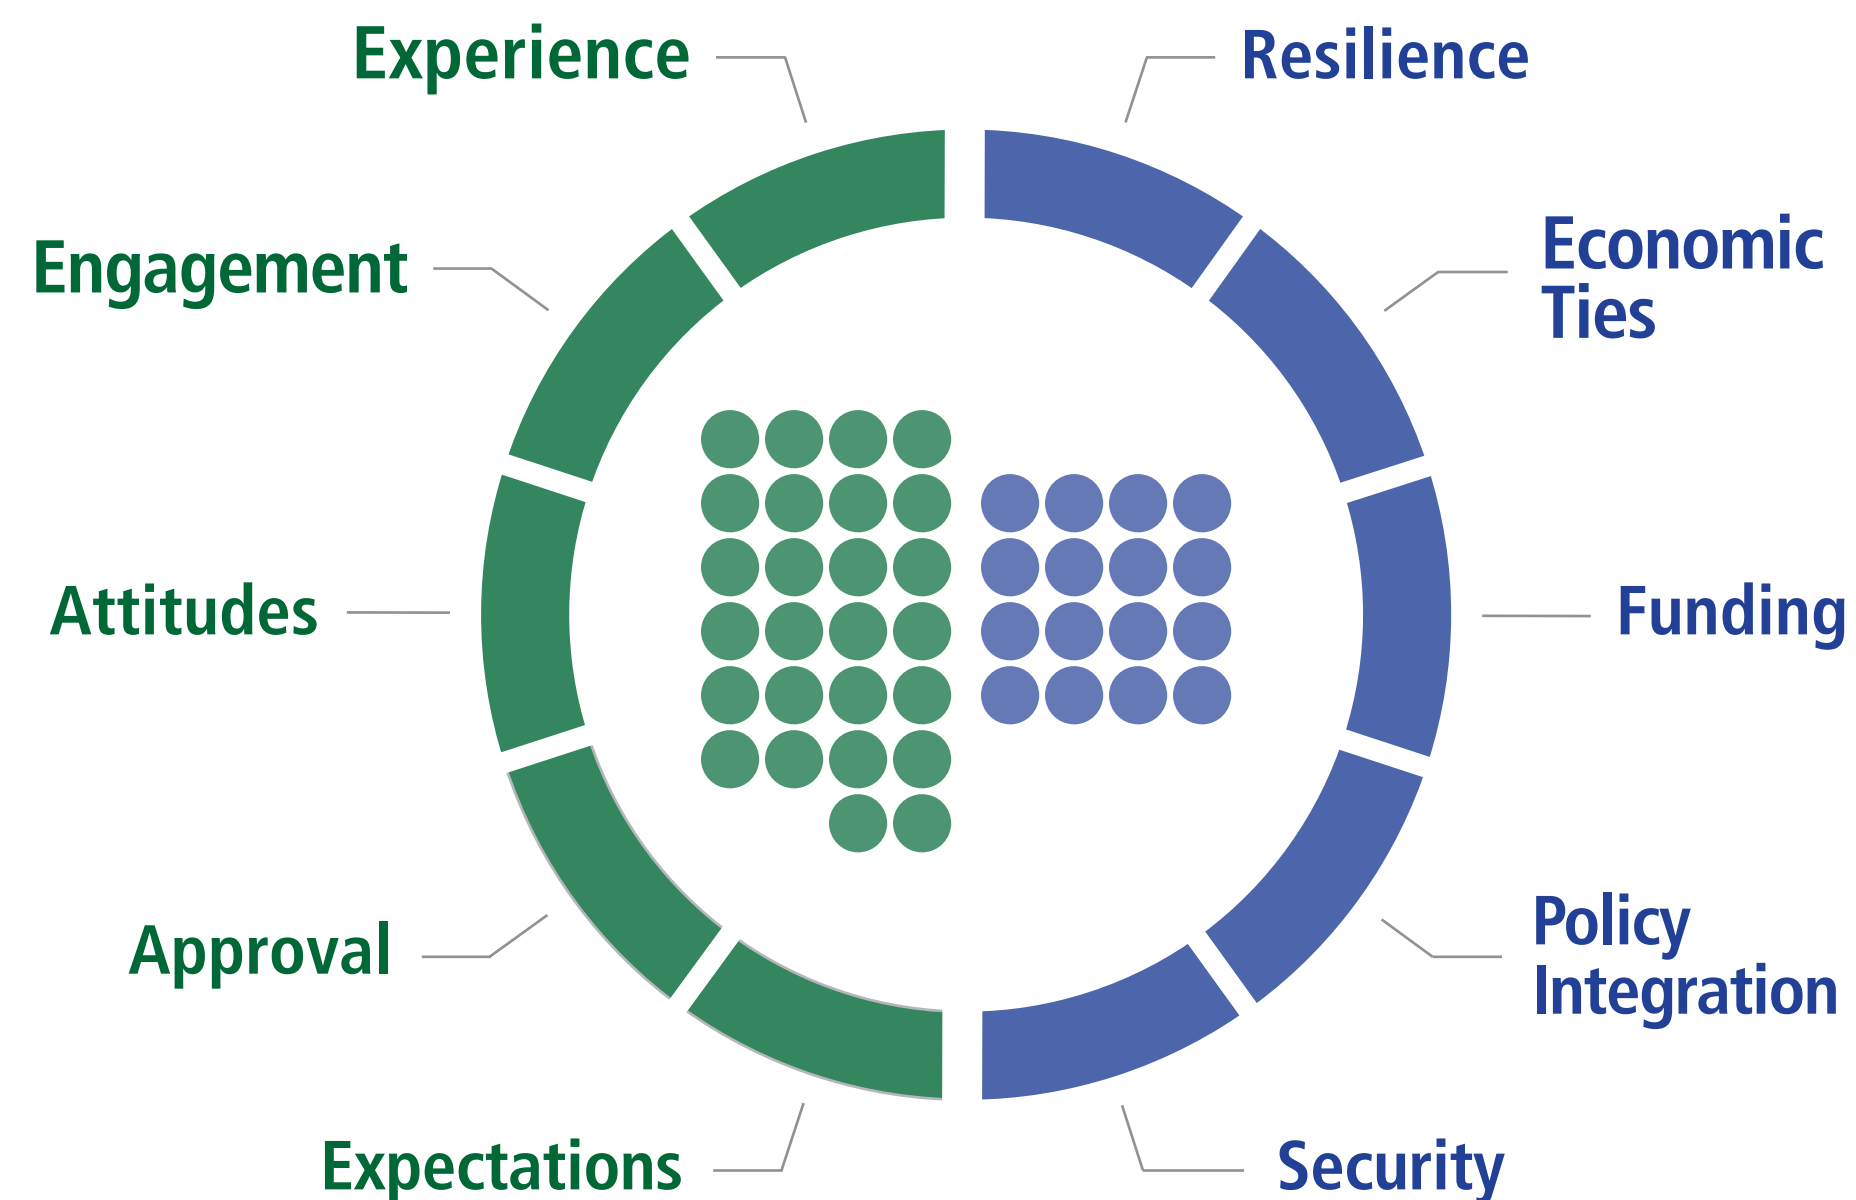 Experience
Resilience
Engagement
Economic
Ties
Attitudes
Funding
Approval
Policy
Integration
Expectations
Security